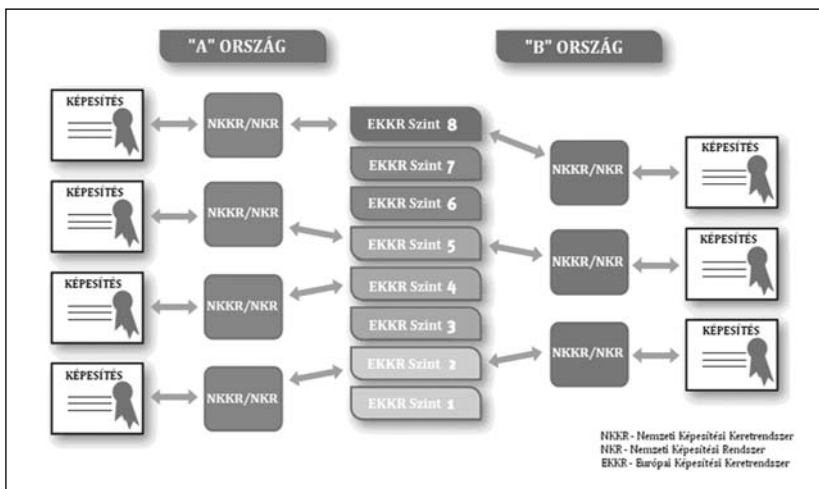 "A" ORSZÁG
"B" ORSZÁG
KÉPESÍTÉS
NKKR/NKR
EKKR Szint 8
EKKR Szint 7
NKKR/NKR
KÉPESÍTÉS
KÉPESÍTÉS
NKKR/NKR
EKKR Szint 6
EKKR Szint 5
NKKR/NKR
KÉPESÍTÉS
KÉPESÍTÉS
NKKR/NKR
EKKR Szint 4
EKKR Szint 3
NKKR/NKR
KÉPESÍTÉS
EKKR Szint 2
KÉPESÍTÉS
NKKR/NKR
EKKR Szint 1
NKKR - Nemzeti Képesítési Keretrendszer
NKR - Nemzeti Képesítési Rendszer
EKKR - Európai Képesítési Keretrendszer